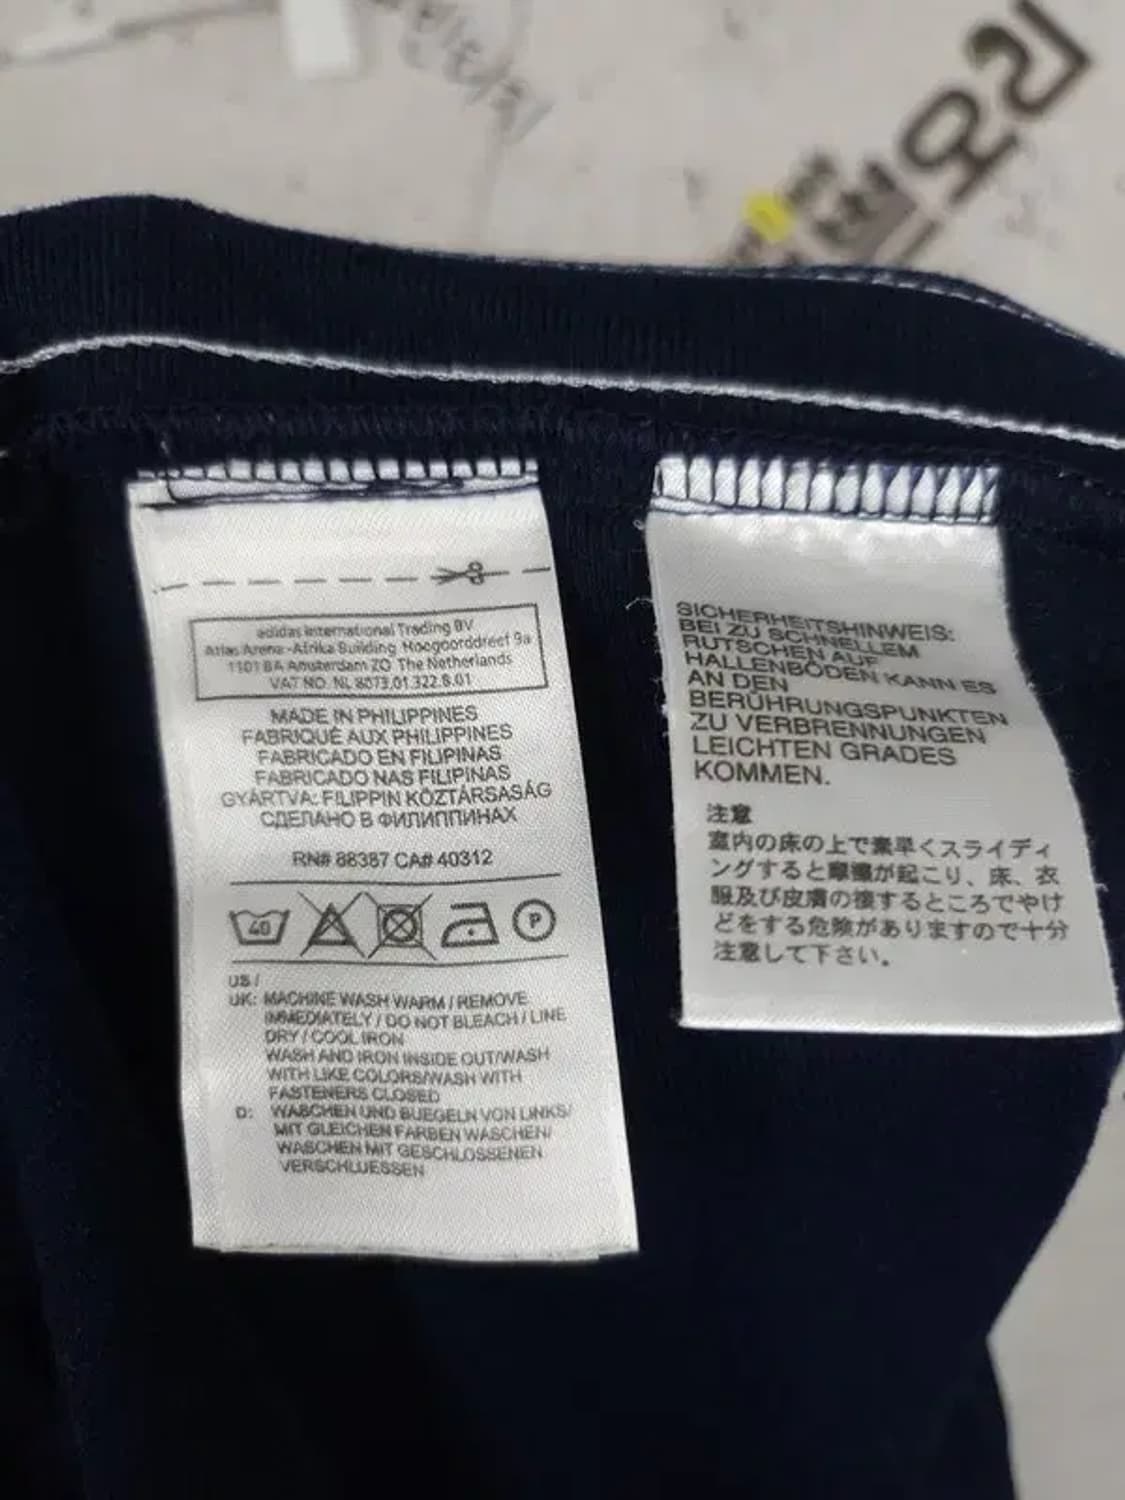 adidas International Trading BV
Atlas Arena -Afrika Building Hoogoorddreef 9a
1101 BA Amsterdam ZO The Netherlands
VAT NO. NL 8073.01.322.B.01
MADE IN PHILIPPINES
FABRIQUÉ AUX PHILIPPINES
FABRICADO EN FILIPINAS
FABRICADO NAS FILIPINAS
GYÁRTVA: FILIPPIN KÖZTÁRSASÁG
СДЕЛАНО В ФИЛИППИНАХ
RN# 88387 CA# 40312
40
P
US /
UK: MACHINE WASH WARM / REMOVE
IMMEDIATELY / DO NOT BLEACH / LINE
DRY / COOL IRON
WASH AND IRON INSIDE OUT/WASH
WITH LIKE COLORS/WASH WITH
FASTENERS CLOSED
D: WASCHEN UND BUEGELN VON LINKS/
MIT GLEICHEN FARBEN WASCHEN/
WASCHEN MIT GESCHLOSSENEN
VERSCHLUESSEN
SICHERHEITSHINWEIS:
BEI ZU SCHNELLEM
RUTSCHEN AUF
HALLENBÖDEN KANN ES
AN DEN
BERÜHRUNGSPUNKTEN
ZU VERBRENNUNGEN
LEICHTEN GRADES
KOMMEN.
注意
室内の床の上で素早くスライディ
ングすると摩擦が起こり、床、衣
服及び皮膚の接するところでやけ
どをする危険がありますので十分
注意して下さい。